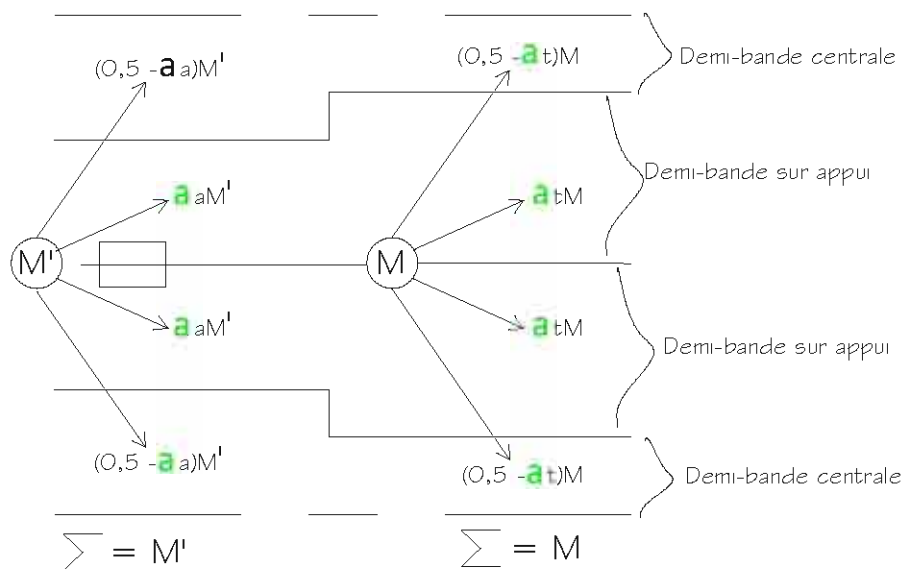 (0,5 -a a)M' (0,5 -a t)M Demi-bande centrale
a aM' a tM Demi-bande sur appui
M' M
a aM' a tM Demi-bande sur appui
(0,5 -a a)M' (0,5 -a t)M Demi-bande centrale
∑ = M' ∑ = M